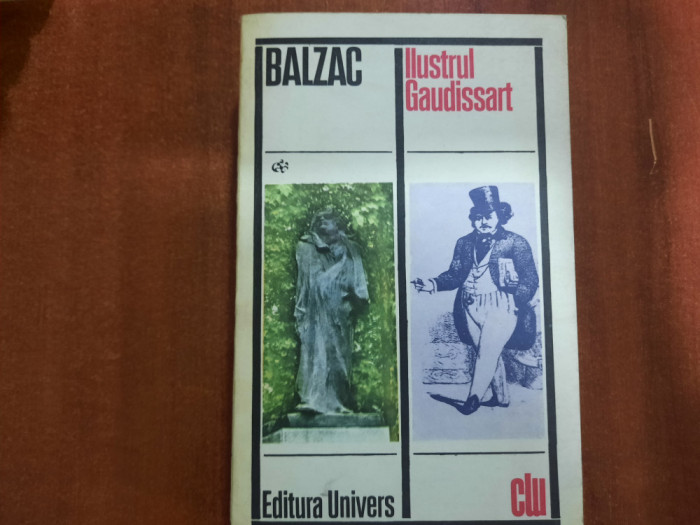 BALZAC
Ilustrul
Gaudissart
Editura Univers
clu